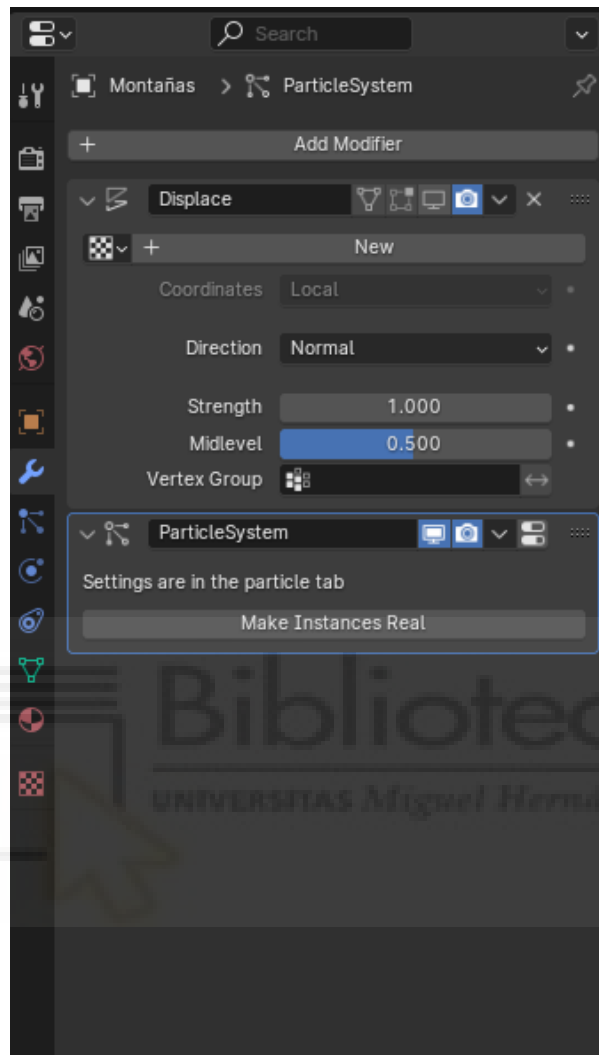 Search
Montañas > ParticleSystem
+ Add Modifier
Displace
+ New
Coordinates Local
Direction Normal
Strength 1.000
Midlevel 0.500
Vertex Group
ParticleSystem
Settings are in the particle tab
Make Instances Real
Bibliotec
UNIVERSITAS Miguel Hern